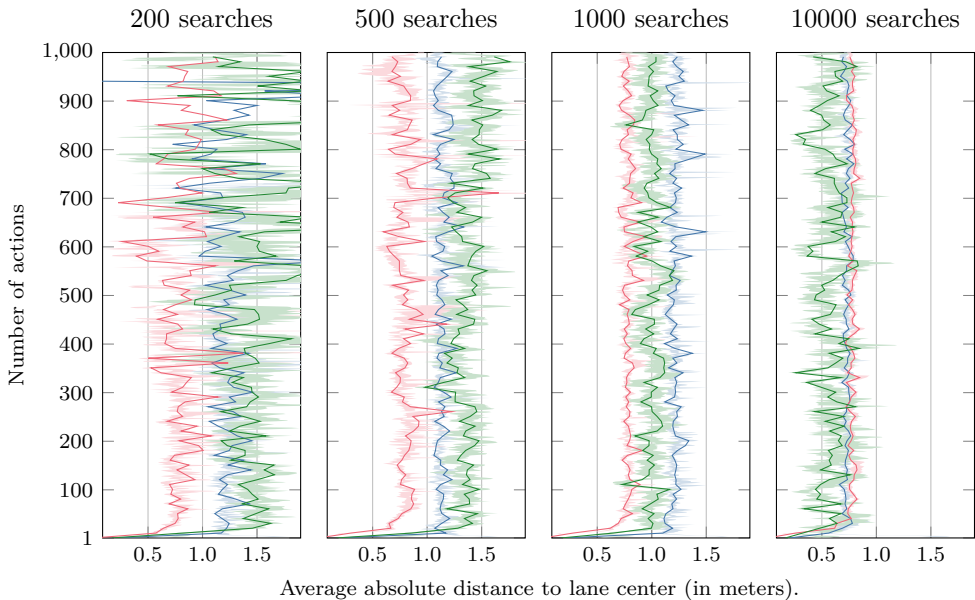 200 searches
500 searches
1000 searches
10000 searches
1,000
900
800
700
600
500
400
300
200
100
1
Number of actions
0.5 1.0 1.5
0.5 1.0 1.5
0.5 1.0 1.5
0.5 1.0 1.5
Average absolute distance to lane center (in meters).